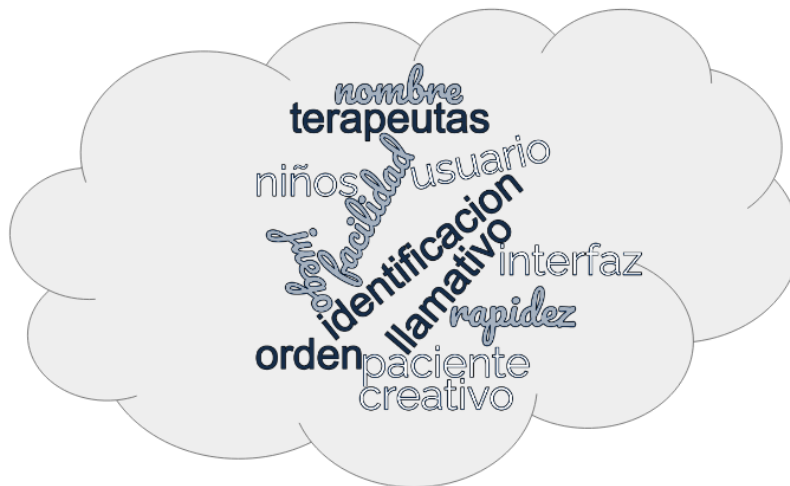 nombre
terapeutas
niños
facilidad
usuario
juego
identificacion
llamativo
interfaz
rapidez
orden
paciente
creativo